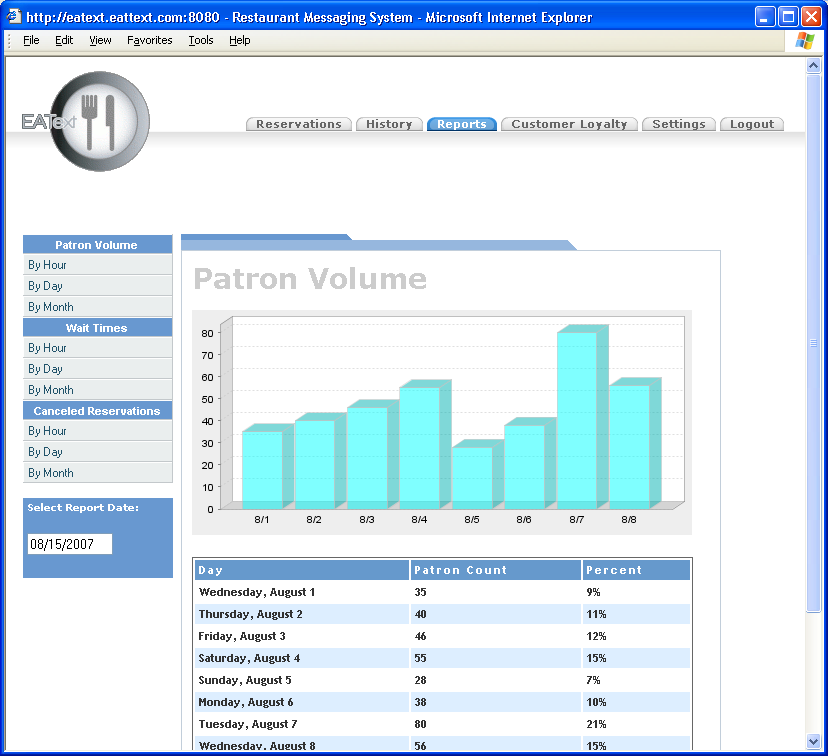 http://eatext.eattext.com:8080 - Restaurant Messaging System - Microsoft Internet Explorer
File Edit View Favorites Tools Help
EAText
Reservations History Reports Customer Loyalty Settings Logout
Patron Volume
By Hour
By Day
By Month
Wait Times
By Hour
By Day
By Month
Canceled Reservations
By Hour
By Day
By Month
Select Report Date:
08/15/2007
Patron Volume
80
70
60
50
40
30
20
10
0
8/1 8/2 8/3 8/4 8/5 8/6 8/7 8/8
Day Patron Count Percent
Wednesday, August 1 35 9%
Thursday, August 2 40 11%
Friday, August 3 46 12%
Saturday, August 4 55 15%
Sunday, August 5 28 7%
Monday, August 6 38 10%
Tuesday, August 7 80 21%
Wednesday, August 8 56 15%